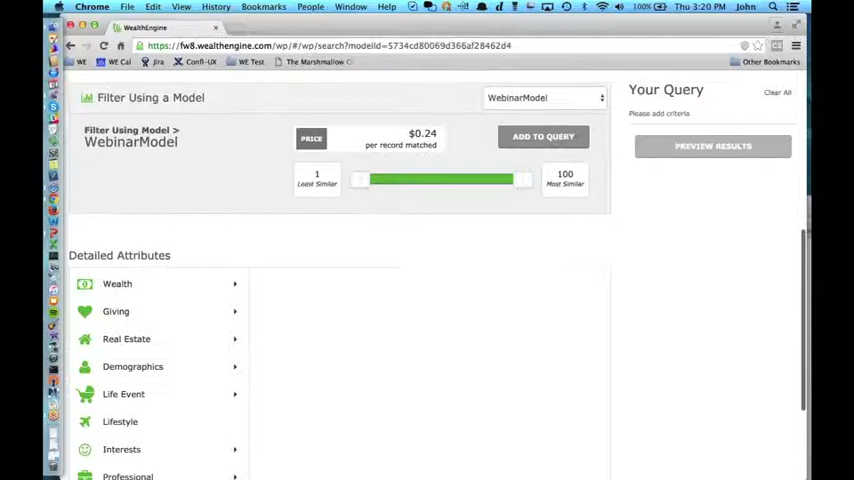 Chrome File Edit View History Bookmarks People Window Help 100% Thu 3:20 PM John
WealthEngine
https://fw8.wealthengine.com/wp/#/wp/search?modelId=5734cd80069d366af28462d4
WE WE Cal Jira Confl-UX WE Test The Marshmallow Other Bookmarks
Filter Using a Model WebinarModel
Your Query Clear All
Please add criteria
Filter Using Model >
WebinarModel
PRICE $0.24
per record matched
ADD TO QUERY
PREVIEW RESULTS
1
Least Similar
100
Most Similar
Detailed Attributes
Wealth
Giving
Real Estate
Demographics
Life Event
Lifestyle
Interests
Professional